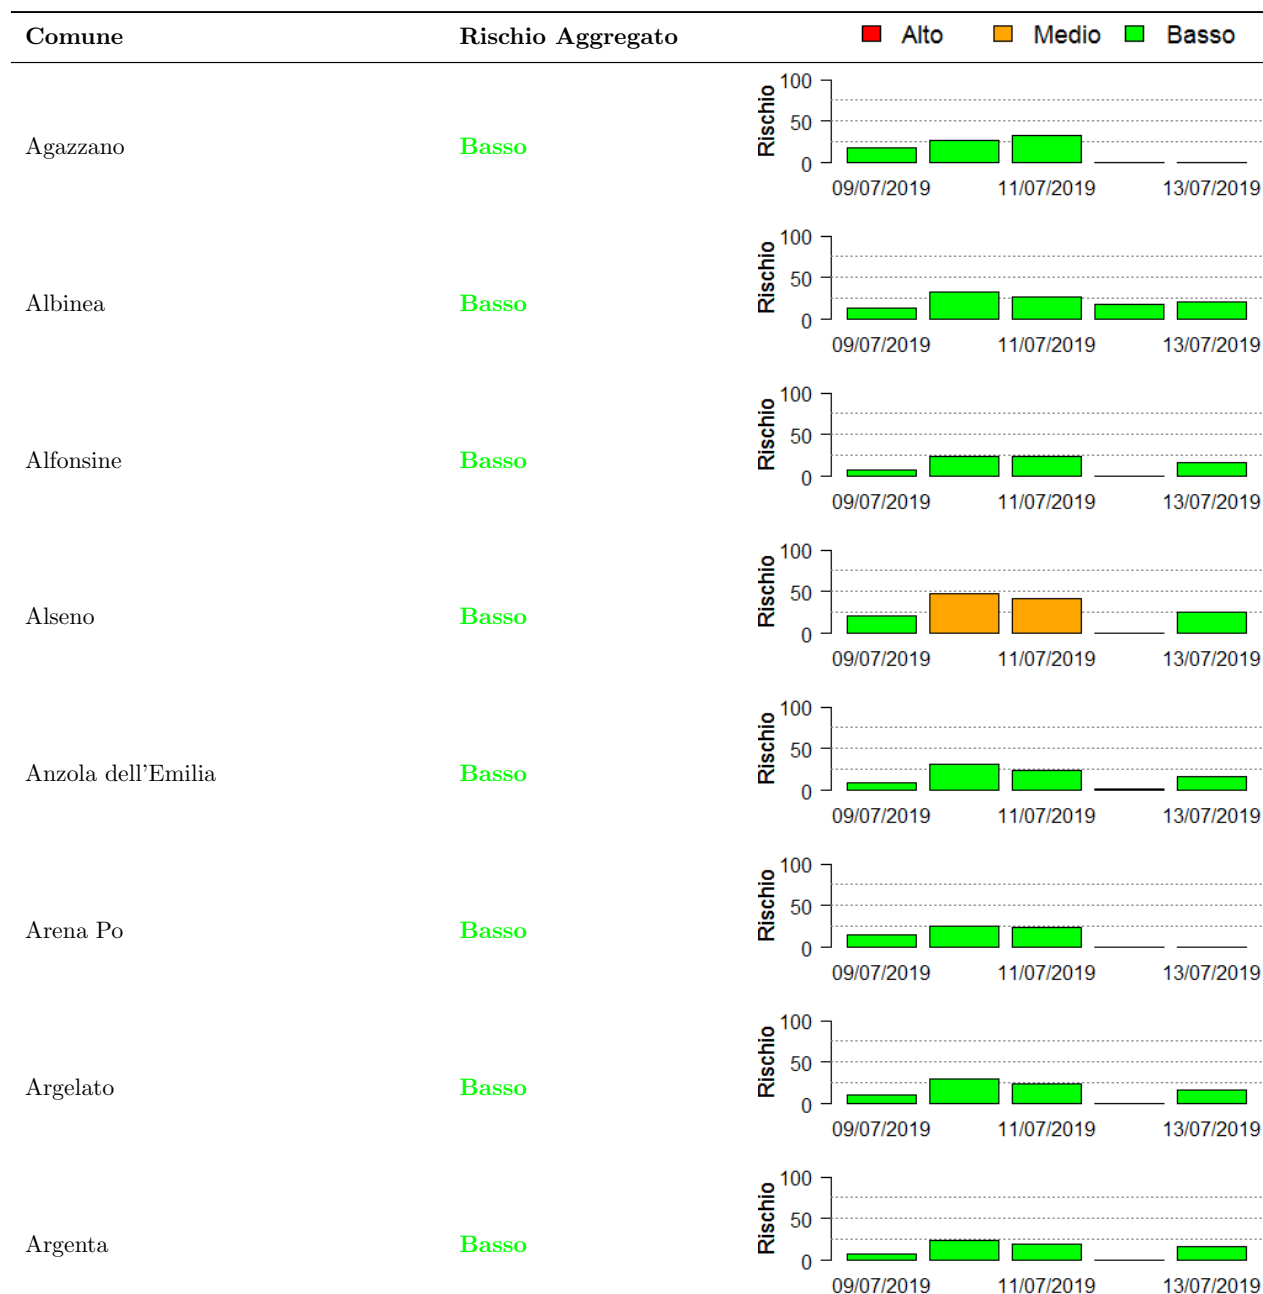 Comune Rischio Aggregato Alto Medio Basso
Agazzano Basso
Rischio
100
50
0
09/07/2019 11/07/2019 13/07/2019
Albinea Basso
Rischio
100
50
0
09/07/2019 11/07/2019 13/07/2019
Alfonsine Basso
Rischio
100
50
0
09/07/2019 11/07/2019 13/07/2019
Alseno Basso
Rischio
100
50
0
09/07/2019 11/07/2019 13/07/2019
Anzola dell'Emilia Basso
Rischio
100
50
0
09/07/2019 11/07/2019 13/07/2019
Arena Po Basso
Rischio
100
50
0
09/07/2019 11/07/2019 13/07/2019
Argelato Basso
Rischio
100
50
0
09/07/2019 11/07/2019 13/07/2019
Argenta Basso
Rischio
100
50
0
09/07/2019 11/07/2019 13/07/2019